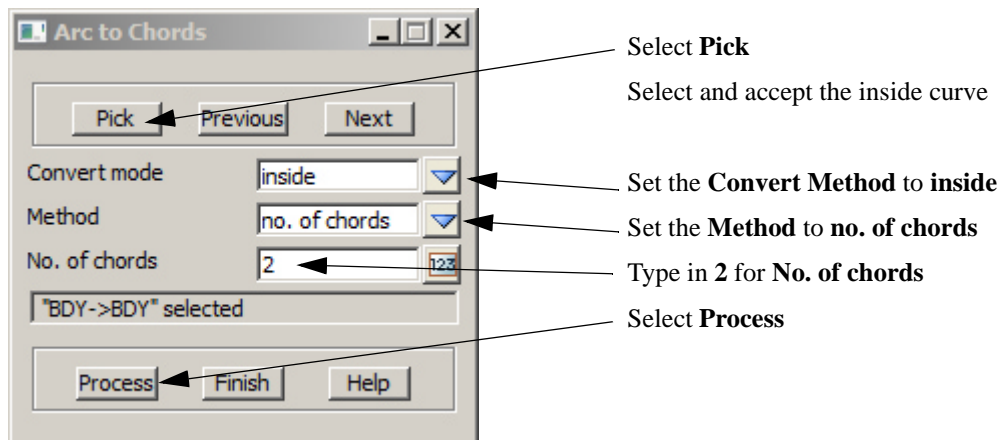 Arc to Chords
Pick Previous Next
Convert mode inside
Method no. of chords
No. of chords 2 123
"BDY->BDY" selected
Process Finish Help
Select Pick
Select and accept the inside curve
Set the Convert Method to inside
Set the Method to no. of chords
Type in 2 for No. of chords
Select Process